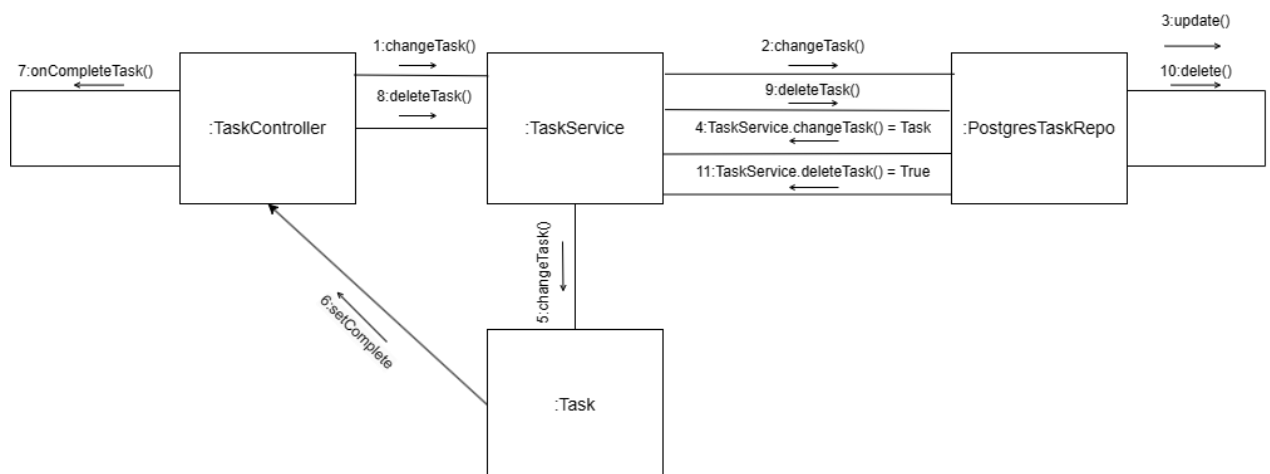 3:update()
1:changeTask()
2:changeTask()
7:onCompleteTask()
10:delete()
8:deleteTask()
9:deleteTask()
:TaskController
:TaskService
4:TaskService.changeTask() = Task
:PostgresTaskRepo
11:TaskService.deleteTask() = True
5:changeTask()
6:setComplete
:Task